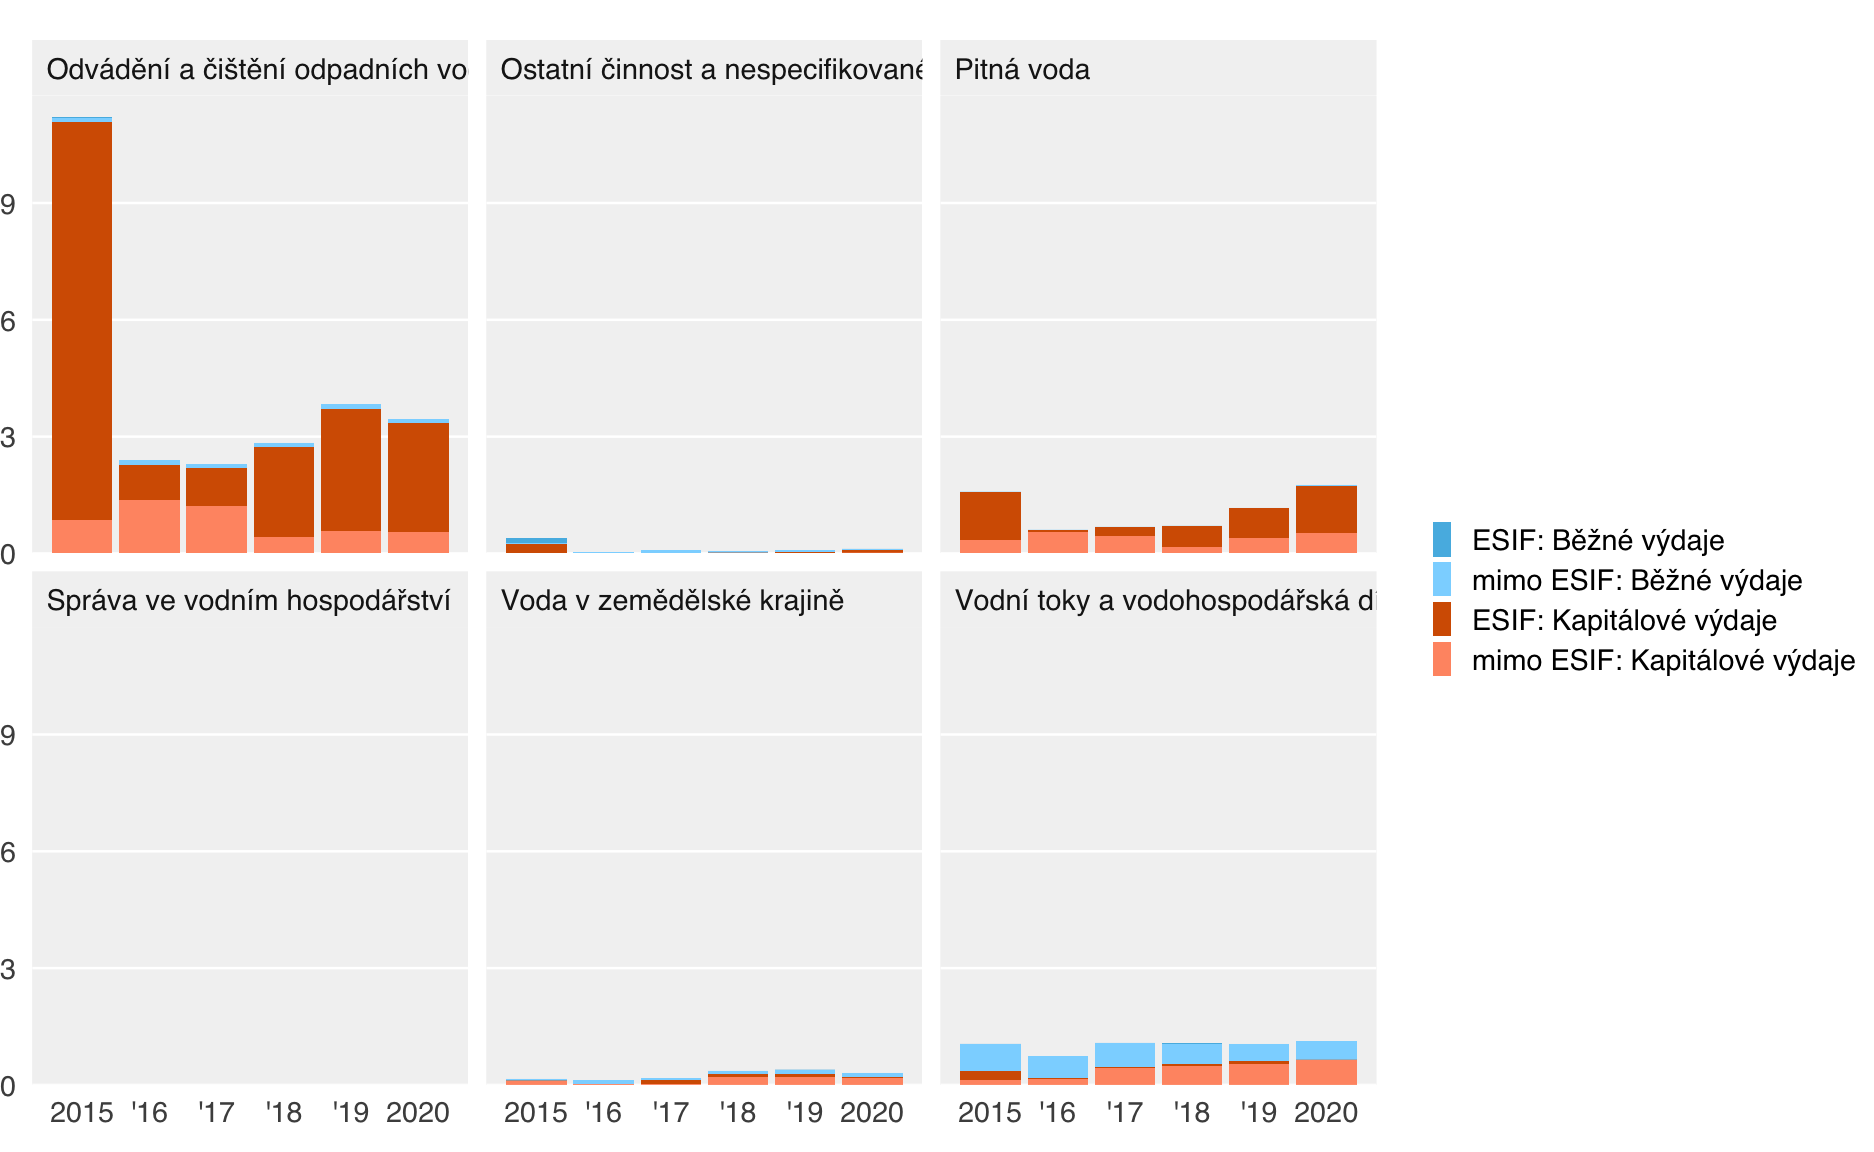 Odvádění a čištění odpadních vo
Ostatní činnost a nespecifikované
Pitná voda
9
6
3
0
Správa ve vodním hospodářství
Voda v zemědělské krajině
Vodní toky a vodohospodářská dí
9
6
3
0
2015 '16 '17 '18 '19 2020
2015 '16 '17 '18 '19 2020
2015 '16 '17 '18 '19 2020
ESIF: Běžné výdaje
mimo ESIF: Běžné výdaje
ESIF: Kapitálové výdaje
mimo ESIF: Kapitálové výdaje